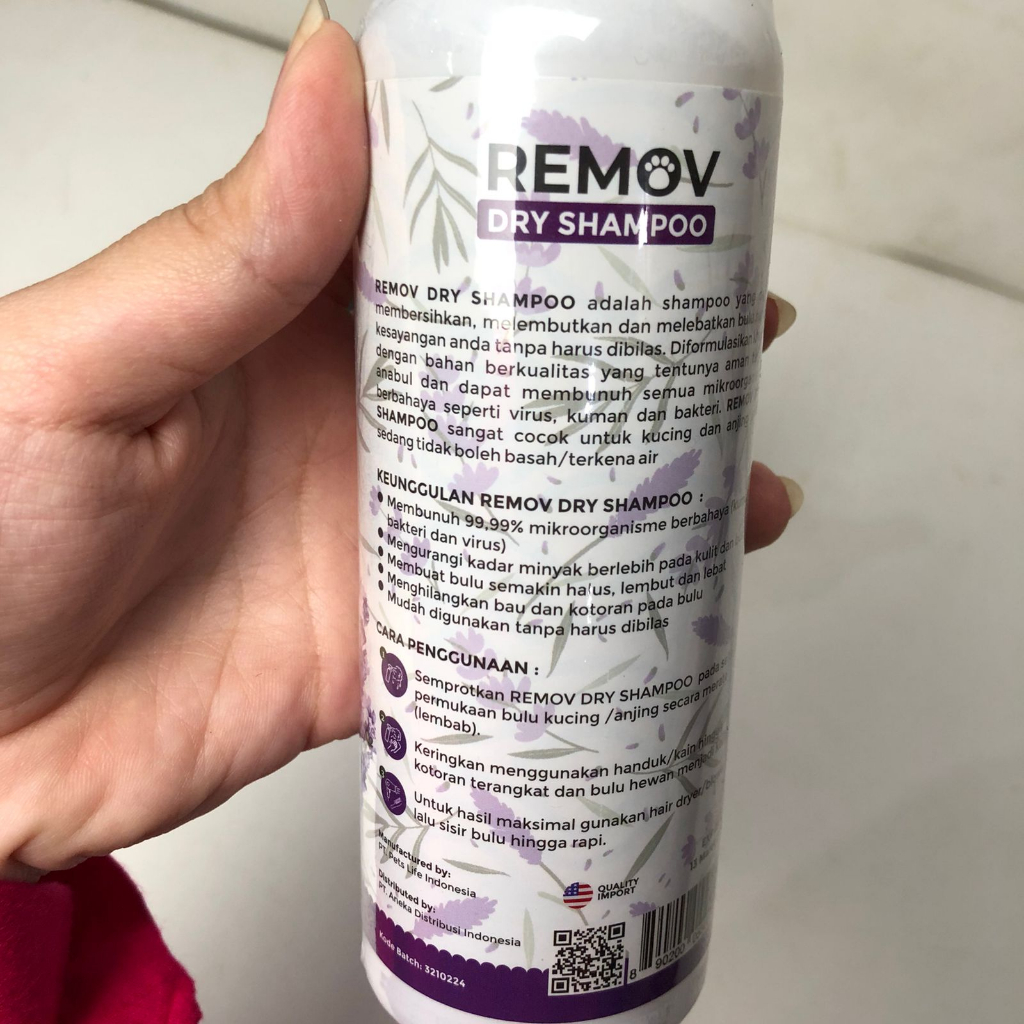 REMOV
DRY SHAMPOO
REMOV DRY SHAMPOO adalah shampoo yang
membersihkan, melembutkan dan melebatkan bulu
kesayangan anda tanpa harus dibilas. Diformulasikan
dengan bahan berkualitas yang tentunya aman
anabul dan dapat membunuh semua
berbahaya seperti virus, kuman dan bakteri. REMOV
SHAMPOO sangat cocok untuk kucing dan anjing
sedang tidak boleh basah/terkena air
KEUNGGULAN REMOV DRY SHAMPOO :
● Membunuh 99,99% mikroorganisme berbahaya
bakteri dan virus)
● Mengurangi kadar minyak berlebih pada kulit dan
● Membuat bulu semakin halus, lembut dan lebat
● Menghilangkan bau dan kotoran pada bulu
● Mudah digunakan tanpa harus dibilas
CARA PENGGUNAAN :
1
Semprotkan REMOV DRY SHAMPOO pada
permukaan bulu kucing /anjing secara
(lembab).
2
Keringkan menggunakan handuk/kain hingga
kotoran terangkat dan bulu hewan
3
Untuk hasil maksimal gunakan hair dryer
lalu sisir bulu hingga rapi.
Manufactured by:
PT. Pets Life Indonesia
Distributed by:
PT. Arieka Distribusi Indonesia
QUALITY
IMPORT
Kode Batch: 3210224
8 90200